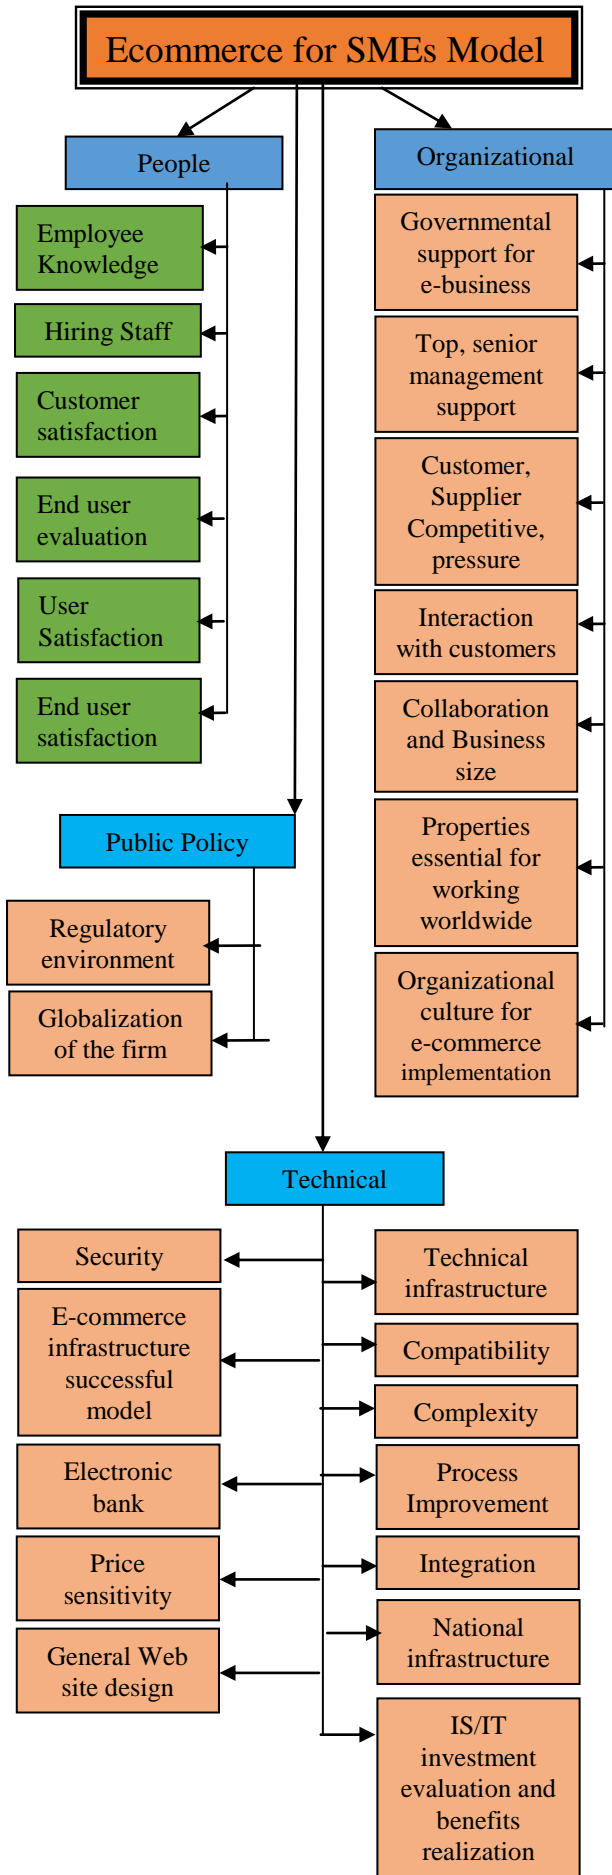 Ecommerce for SMEs Model
People
Employee
Knowledge
Hiring Staff
Customer
satisfaction
End user
evaluation
User
Satisfaction
End user
satisfaction
Organizational
Governmental
support for
e-business
Top, senior
management
support
Customer,
Supplier
Competitive,
pressure
Interaction
with customers
Collaboration
and Business
size
Properties
essential for
working
worldwide
Organizational
culture for
e-commerce
implementation
Public Policy
Regulatory
environment
Globalization
of the firm
Technical
Security
E-commerce
infrastructure
successful
model
Electronic
bank
Price
sensitivity
General Web
site design
Technical
infrastructure
Compatibility
Complexity
Process
Improvement
Integration
National
infrastructure
IS/IT
investment
evaluation and
benefits
realization